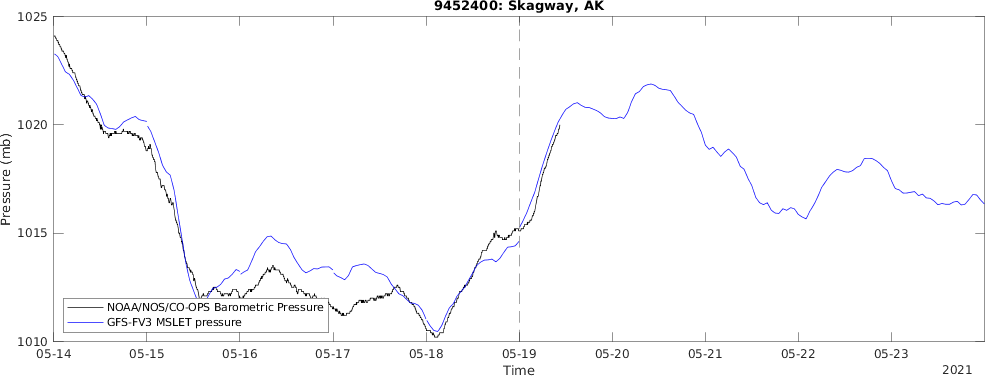 9452400: Skagway, AK
1025
1020
1015
1010
Pressure (mb)
NOAA/NOS/CO-OPS Barometric Pressure
GFS-FV3 MSLET pressure
05-14 05-15 05-16 05-17 05-18 05-19 05-20 05-21 05-22 05-23
Time
2021